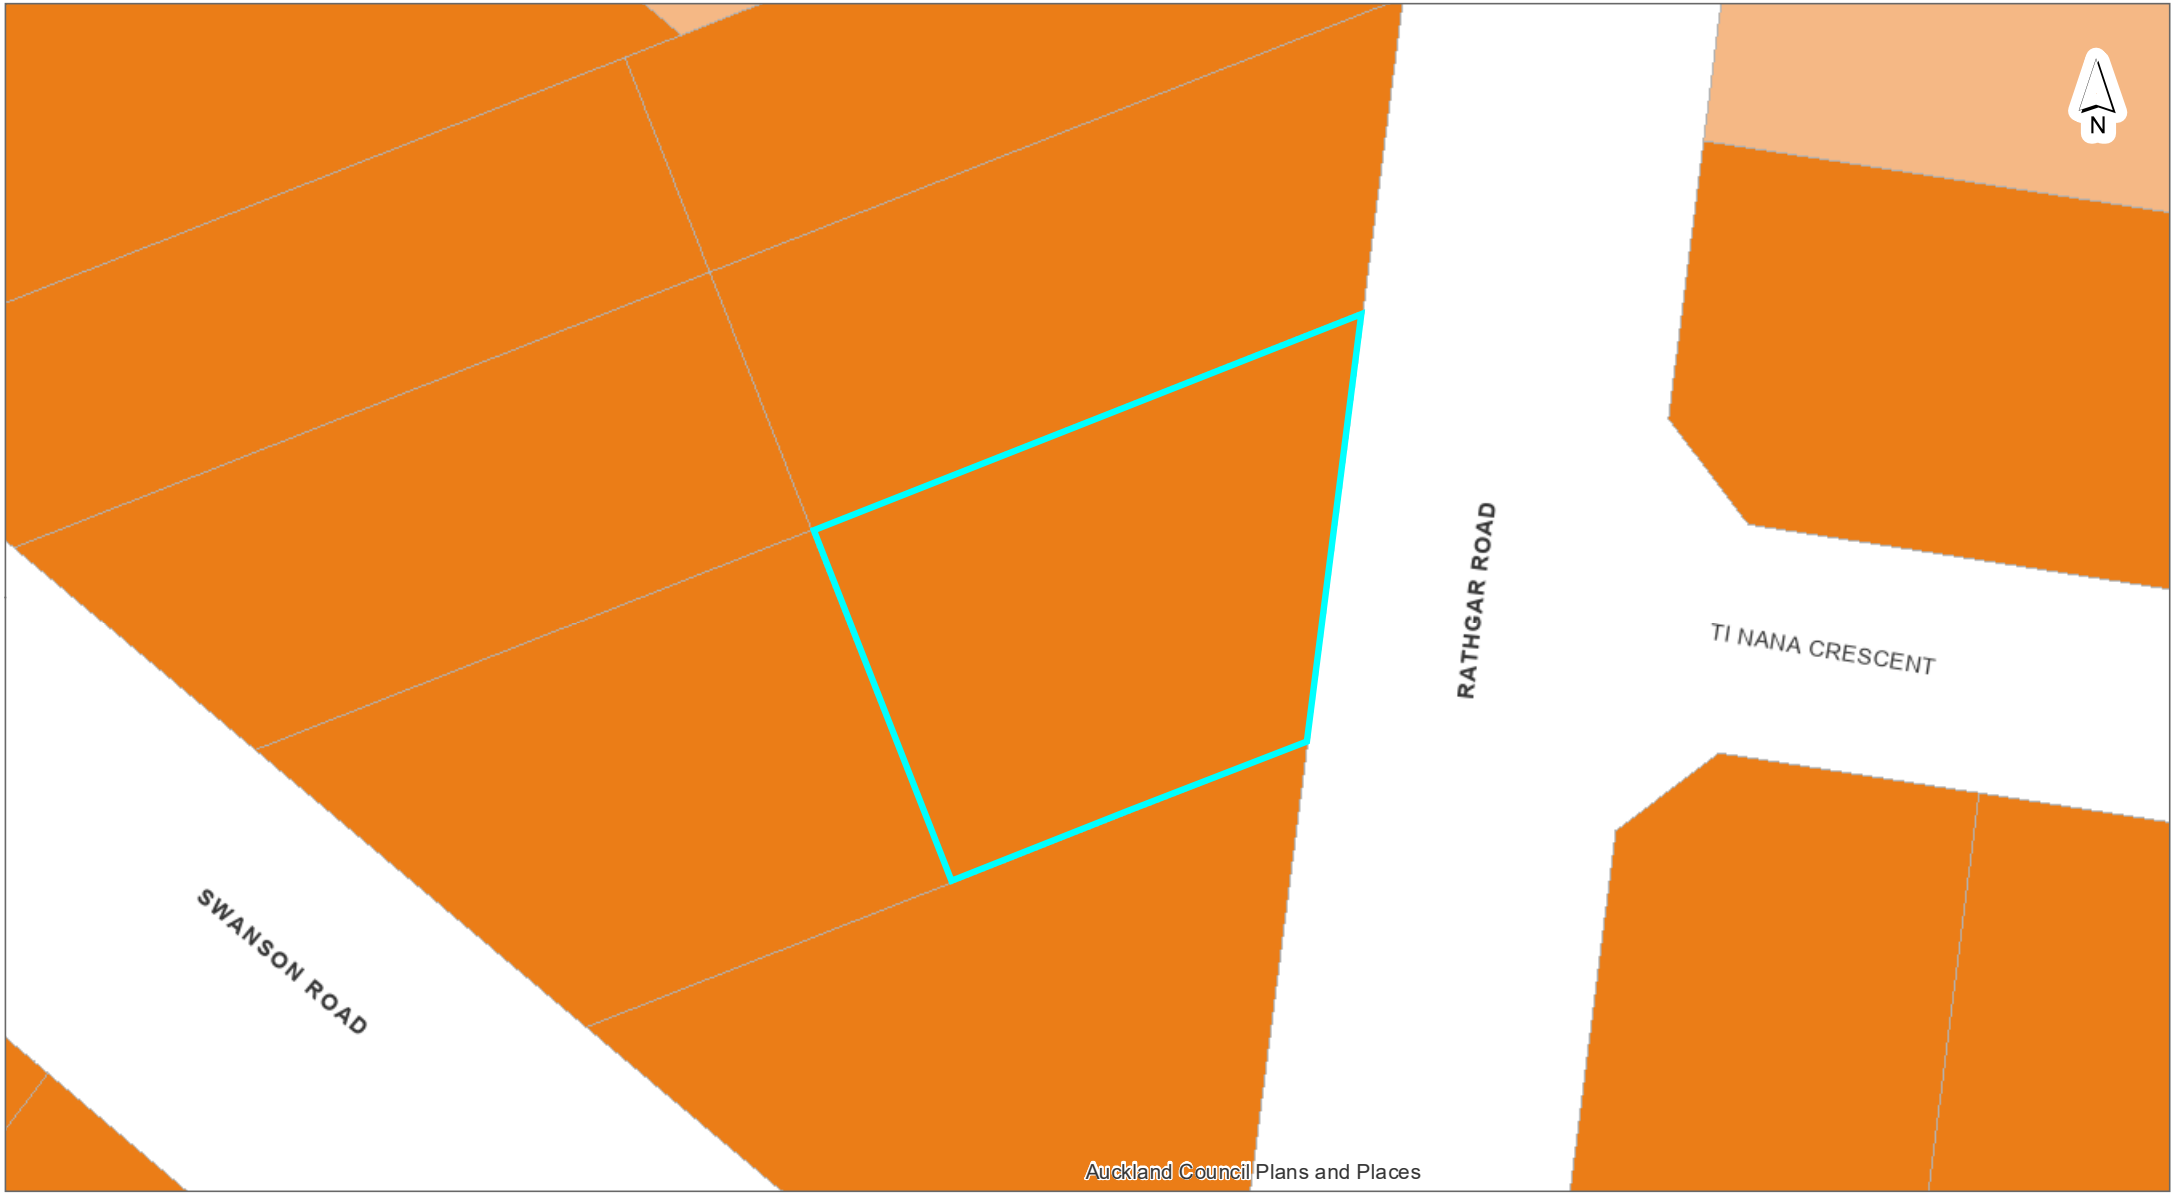 N
RATHGAR ROAD
TI NANA CRESCENT
SWANSON ROAD
Auckland Council Plans and Places